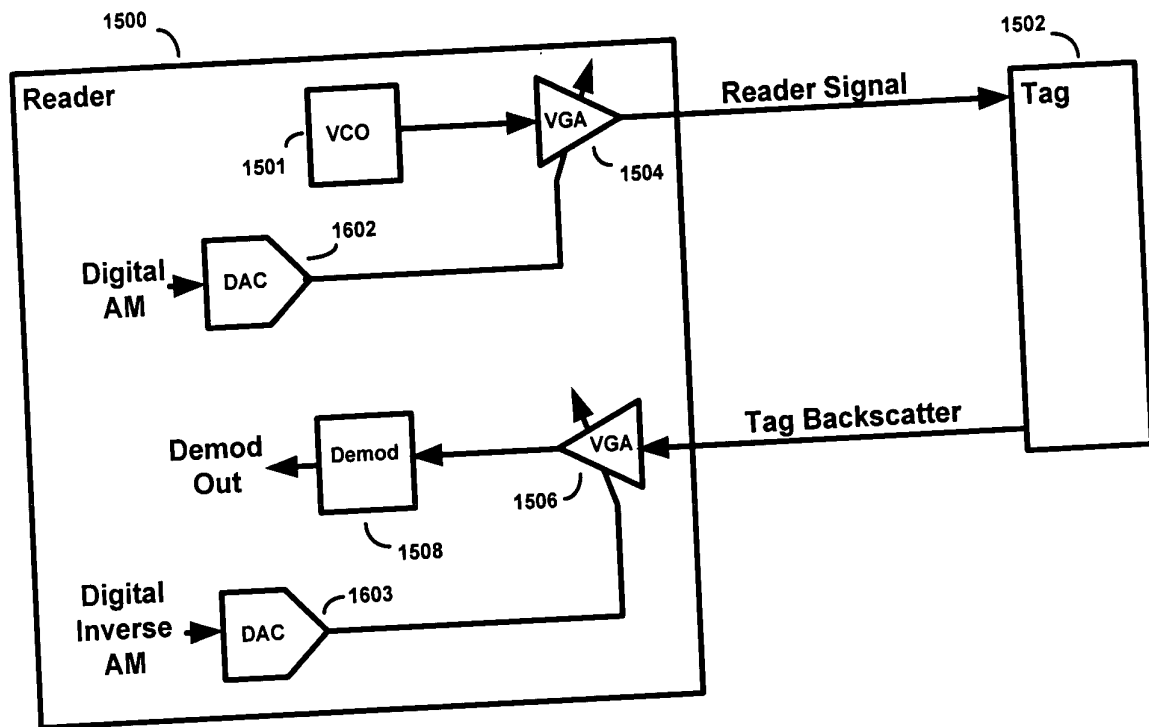 1500
1502
Reader
VCO
1501
VGA
1504
Reader Signal
Tag
1602
Digital
AM
DAC
Demod
Out
Demod
1508
VGA
1506
Tag Backscatter
Digital
Inverse
AM
DAC
1603